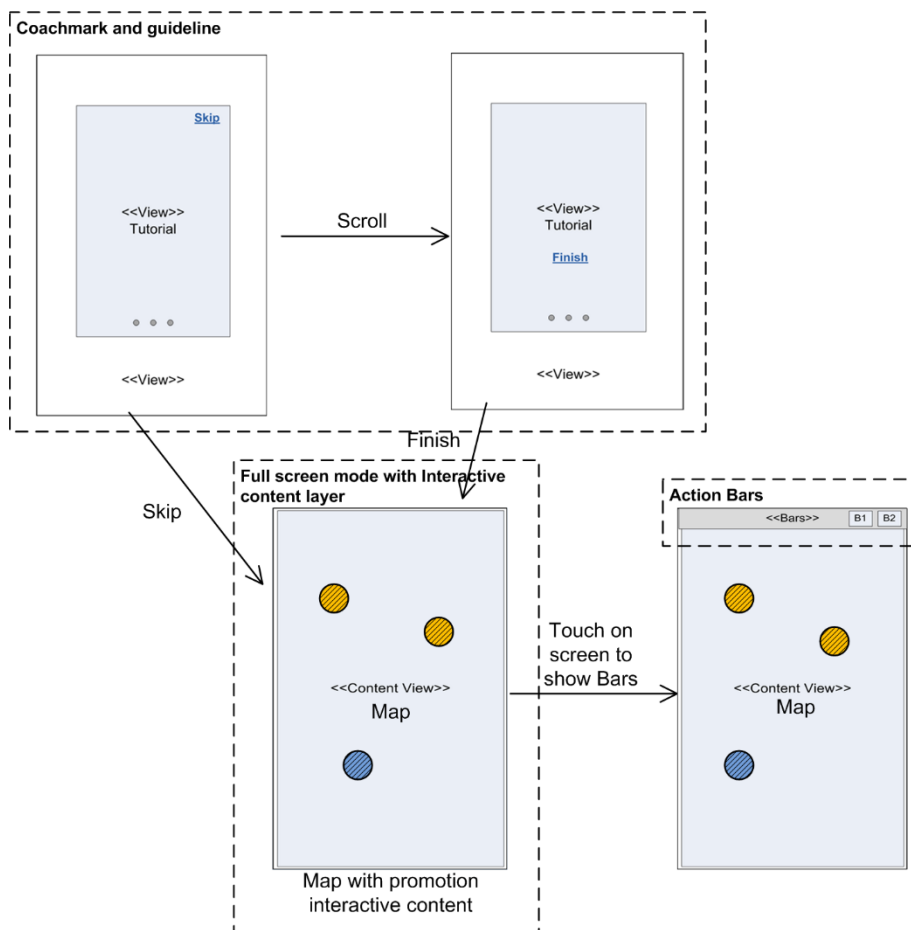 Coachmark and guideline
Skip
<<View>>
Tutorial
<<View>>
Scroll
<<View>>
Tutorial
Finish
<<View>>
Skip
Finish
Full screen mode with Interactive
content layer
<<Content View>>
Map
Map with promotion
interactive content
Touch on
screen to
show Bars
Action Bars
<<Bars>>
B1
B2
<<Content View>>
Map